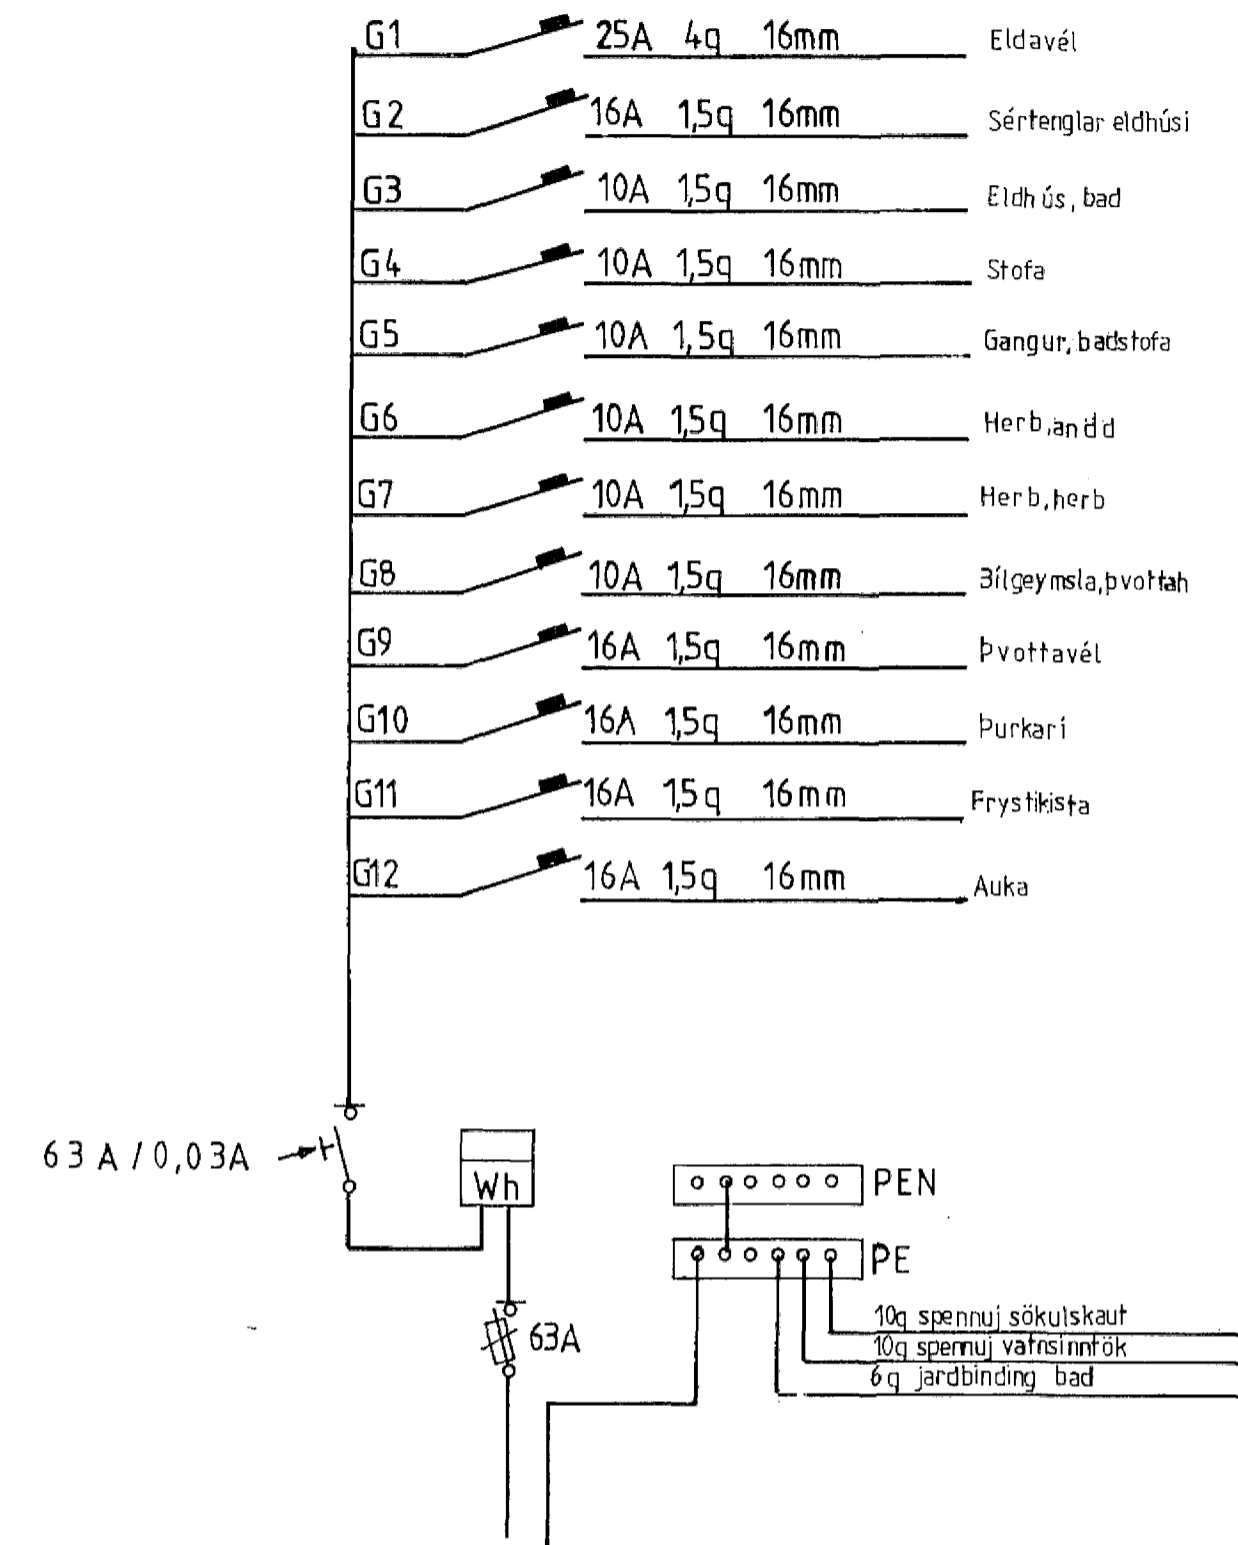 G1 25A 4q 16mm Eldavél
G2 16A 1,5q 16mm Sértenglar eldhúsi
G3 10A 1,5q 16mm Eldhús, bad
G4 10A 1,5q 16mm Stofa
G5 10A 1,5q 16mm Gangur, badstofa
G6 10A 1,5q 16mm Herb, andd
G7 10A 1,5q 16mm Herb, herb
G8 10A 1,5q 16mm Bílgeymsla, þvottah
G9 16A 1,5q 16mm Þvottavél
G10 16A 1,5q 16mm Þurkari
G11 16A 1,5q 16mm Frystikista
G12 16A 1,5q 16mm Auka
63A / 0,03A
Wh
PEN
PE
63A
10q spennuj sökulskaut
10q spennuj vatnsinntök
6q jardbinding bad